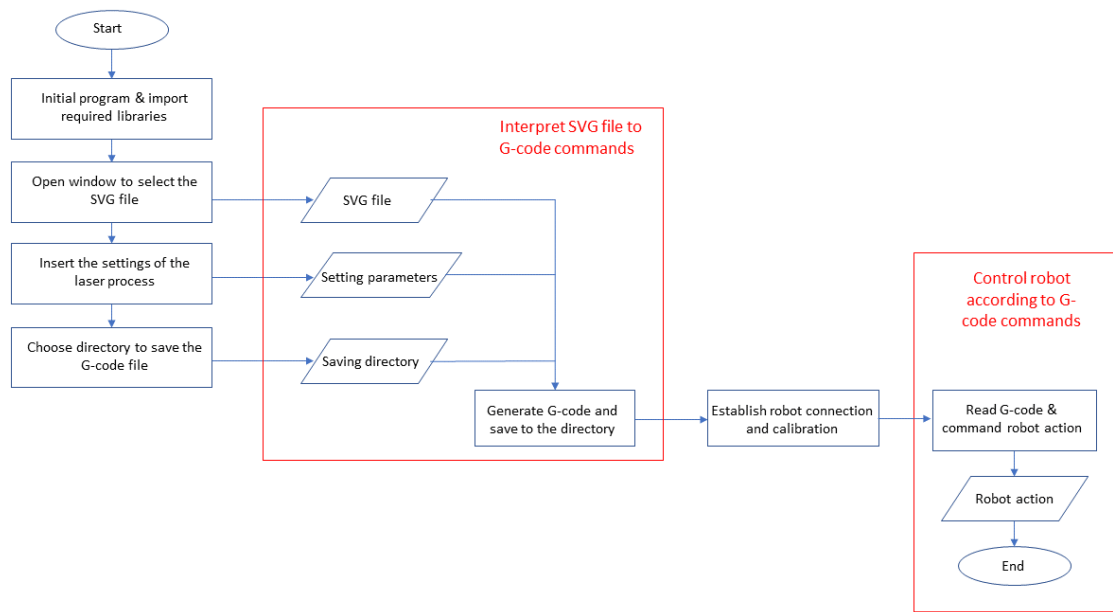 Start
Initial program & import
required libraries
Open window to select the
SVG file
Insert the settings of the
laser process
Choose directory to save the
G-code file
Interpret SVG file to
G-code commands
SVG file
Setting parameters
Saving directory
Generate G-code and
save to the directory
Establish robot connection
and calibration
Control robot
according to G-
code commands
Read G-code &
command robot action
Robot action
End